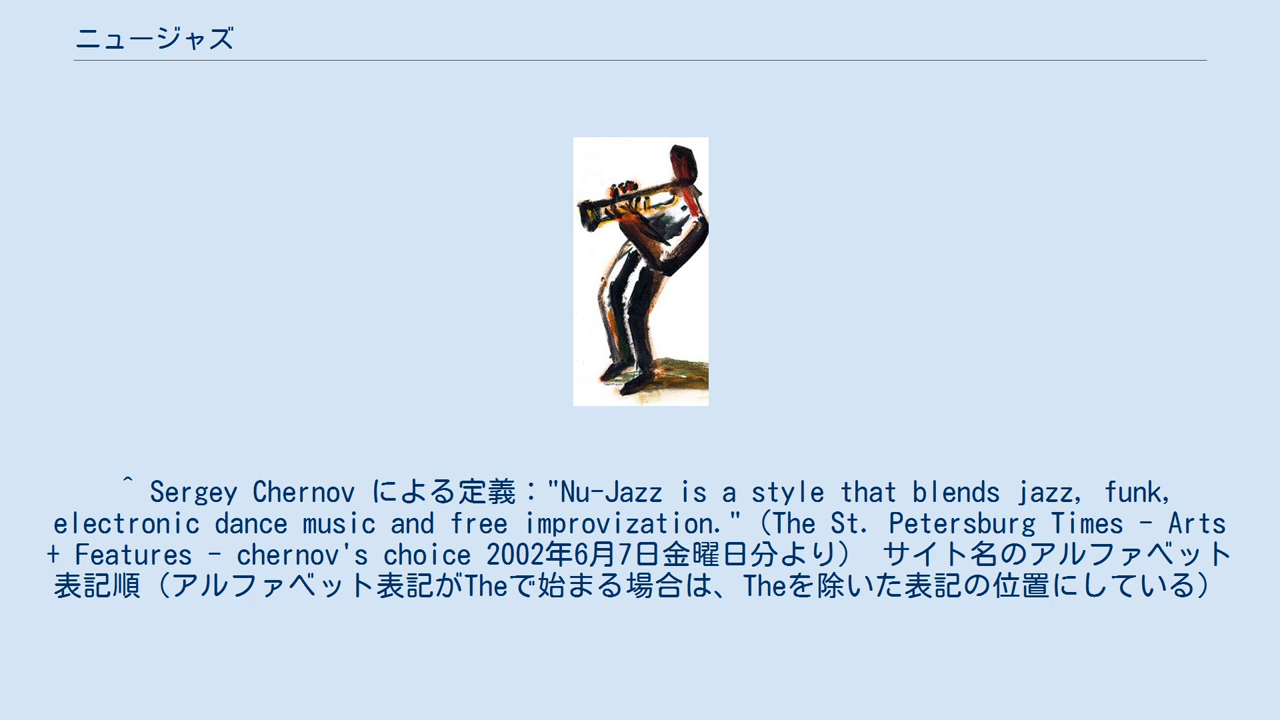 ニュージャズ
^ Sergey Chernov による定義："Nu-Jazz is a style that blends jazz, funk,
electronic dance music and free improvization."（The St. Petersburg Times - Arts
+ Features - chernov's choice 2002年6月7日金曜日分より）　サイト名のアルファベット
表記順（アルファベット表記がTheで始まる場合は、Theを除いた表記の位置にしている）